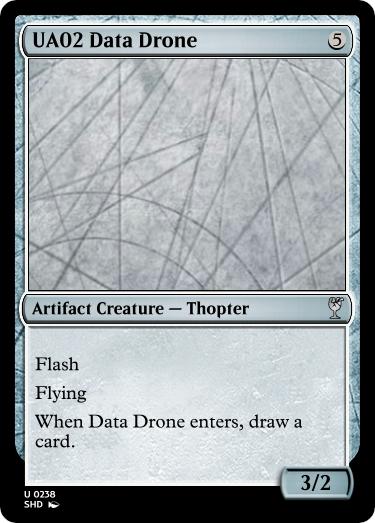 UA02 Data Drone 5
Artifact Creature — Thopter
Flash
Flying
When Data Drone enters, draw a
card.
3/2
U 0238
SHD